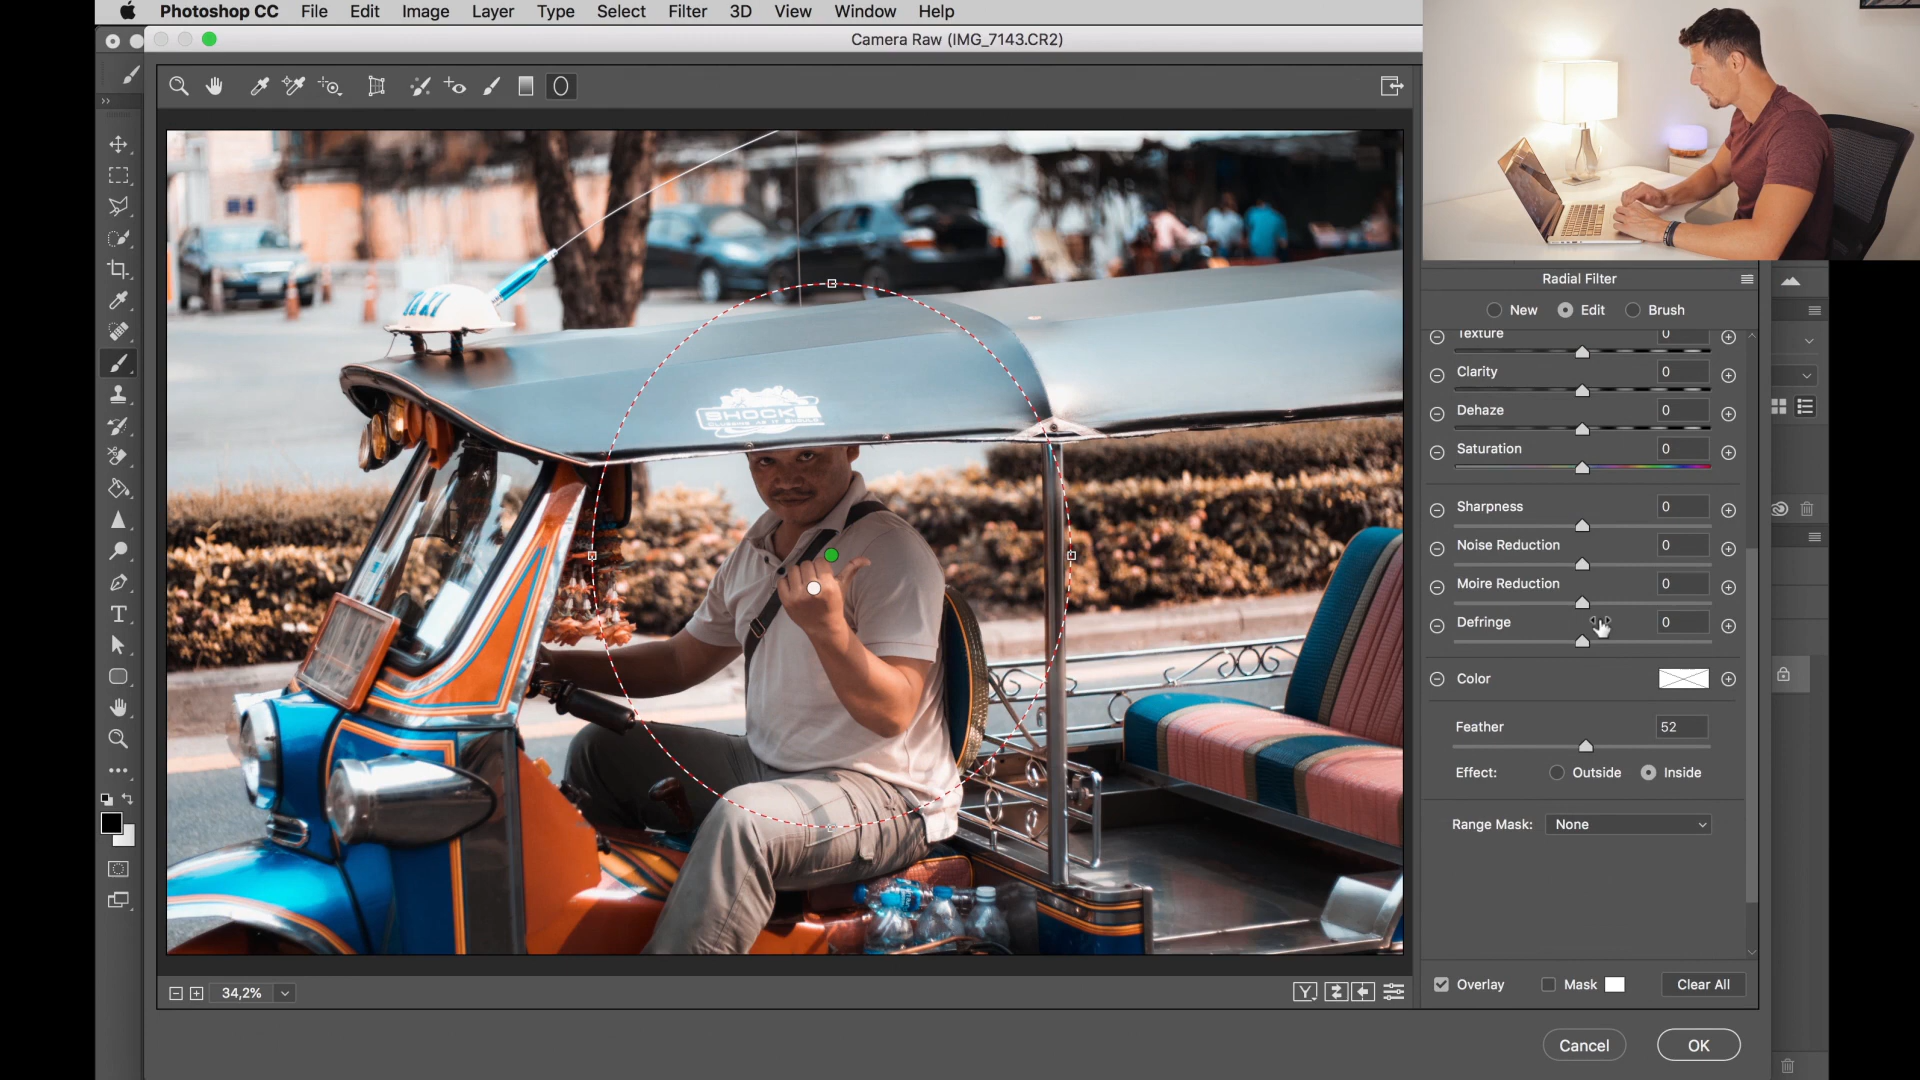 Photoshop CC File Edit Image Layer Type Select Filter 3D View Window Help
Camera Raw (IMG_7143.CR2)
Radial Filter
New Edit Brush
Texture 0
Clarity 0
Dehaze 0
Saturation 0
Sharpness 0
Noise Reduction 0
Moire Reduction 0
Defringe 0
Color
Feather 52
Effect: Outside Inside
Range Mask: None
TAXI
SHOCK
34,2%
Y
Overlay Mask Clear All
Cancel OK